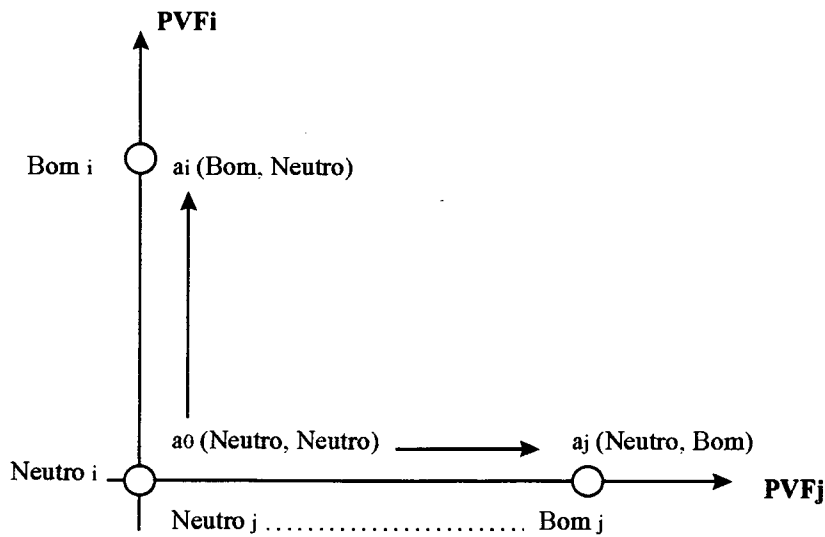 PVFi
Bom i
ai (Bom, Neutro)
a0 (Neutro, Neutro)
aj (Neutro, Bom)
Neutro i
PVFj
Neutro j ........................ Bom j